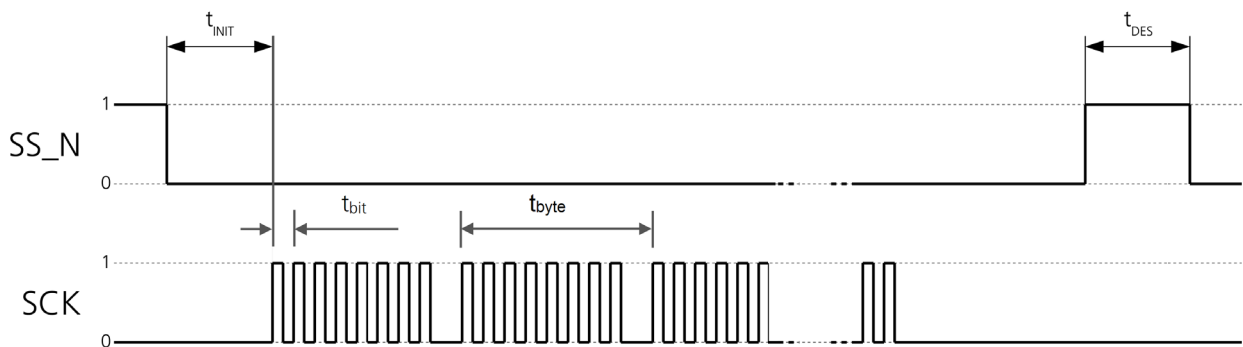 tINIT
tDES
1
SS_N
0
tbit
tbyte
1
SCK
0